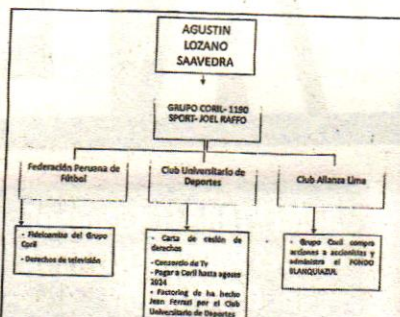 AGUSTIN
LOZANO
SAAVEDRA
GRUPO CORIL- 1190
SPORT- JOEL RAFFO
Federación Peruana de
Fútbol
Club Universitario de
Deportes
Club Alianza Lima
- Fideicomiso del Grupo
Coril
- Derechos de televisión
- Carta de cesión de
derechos
- Consorcio de Tv
- Pagar a Coril hasta agosto
2024
- Factoring de ha hecho
Jean Ferrari por el Club
Universitario de Deportes
- Grupo Coril compra
acciones a accionistas y
administra el FONDO
BLANQUIAZUL